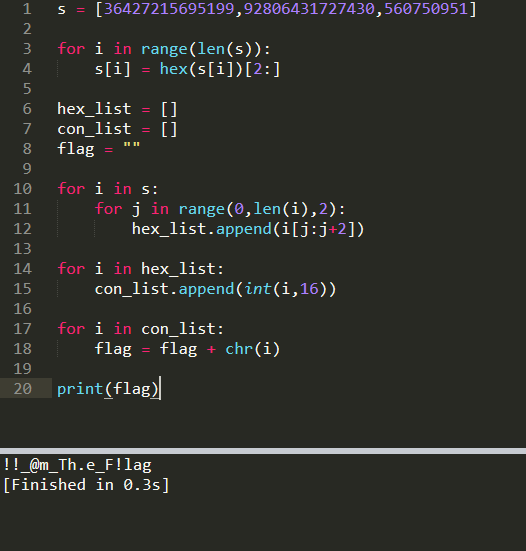 1 s = [36427215695199,92806431727430,560750951]
2
3 for i in range(len(s)):
4 s[i] = hex(s[i])[2:]
5
6 hex_list = []
7 con_list = []
8 flag = ""
9
10 for i in s:
11 for j in range(0,len(i),2):
12 hex_list.append(i[j:j+2])
13
14 for i in hex_list:
15 con_list.append(int(i,16))
16
17 for i in con_list:
18 flag = flag + chr(i)
19
20 print(flag)
!!_@m_Th.e_F!lag
[Finished in 0.3s]